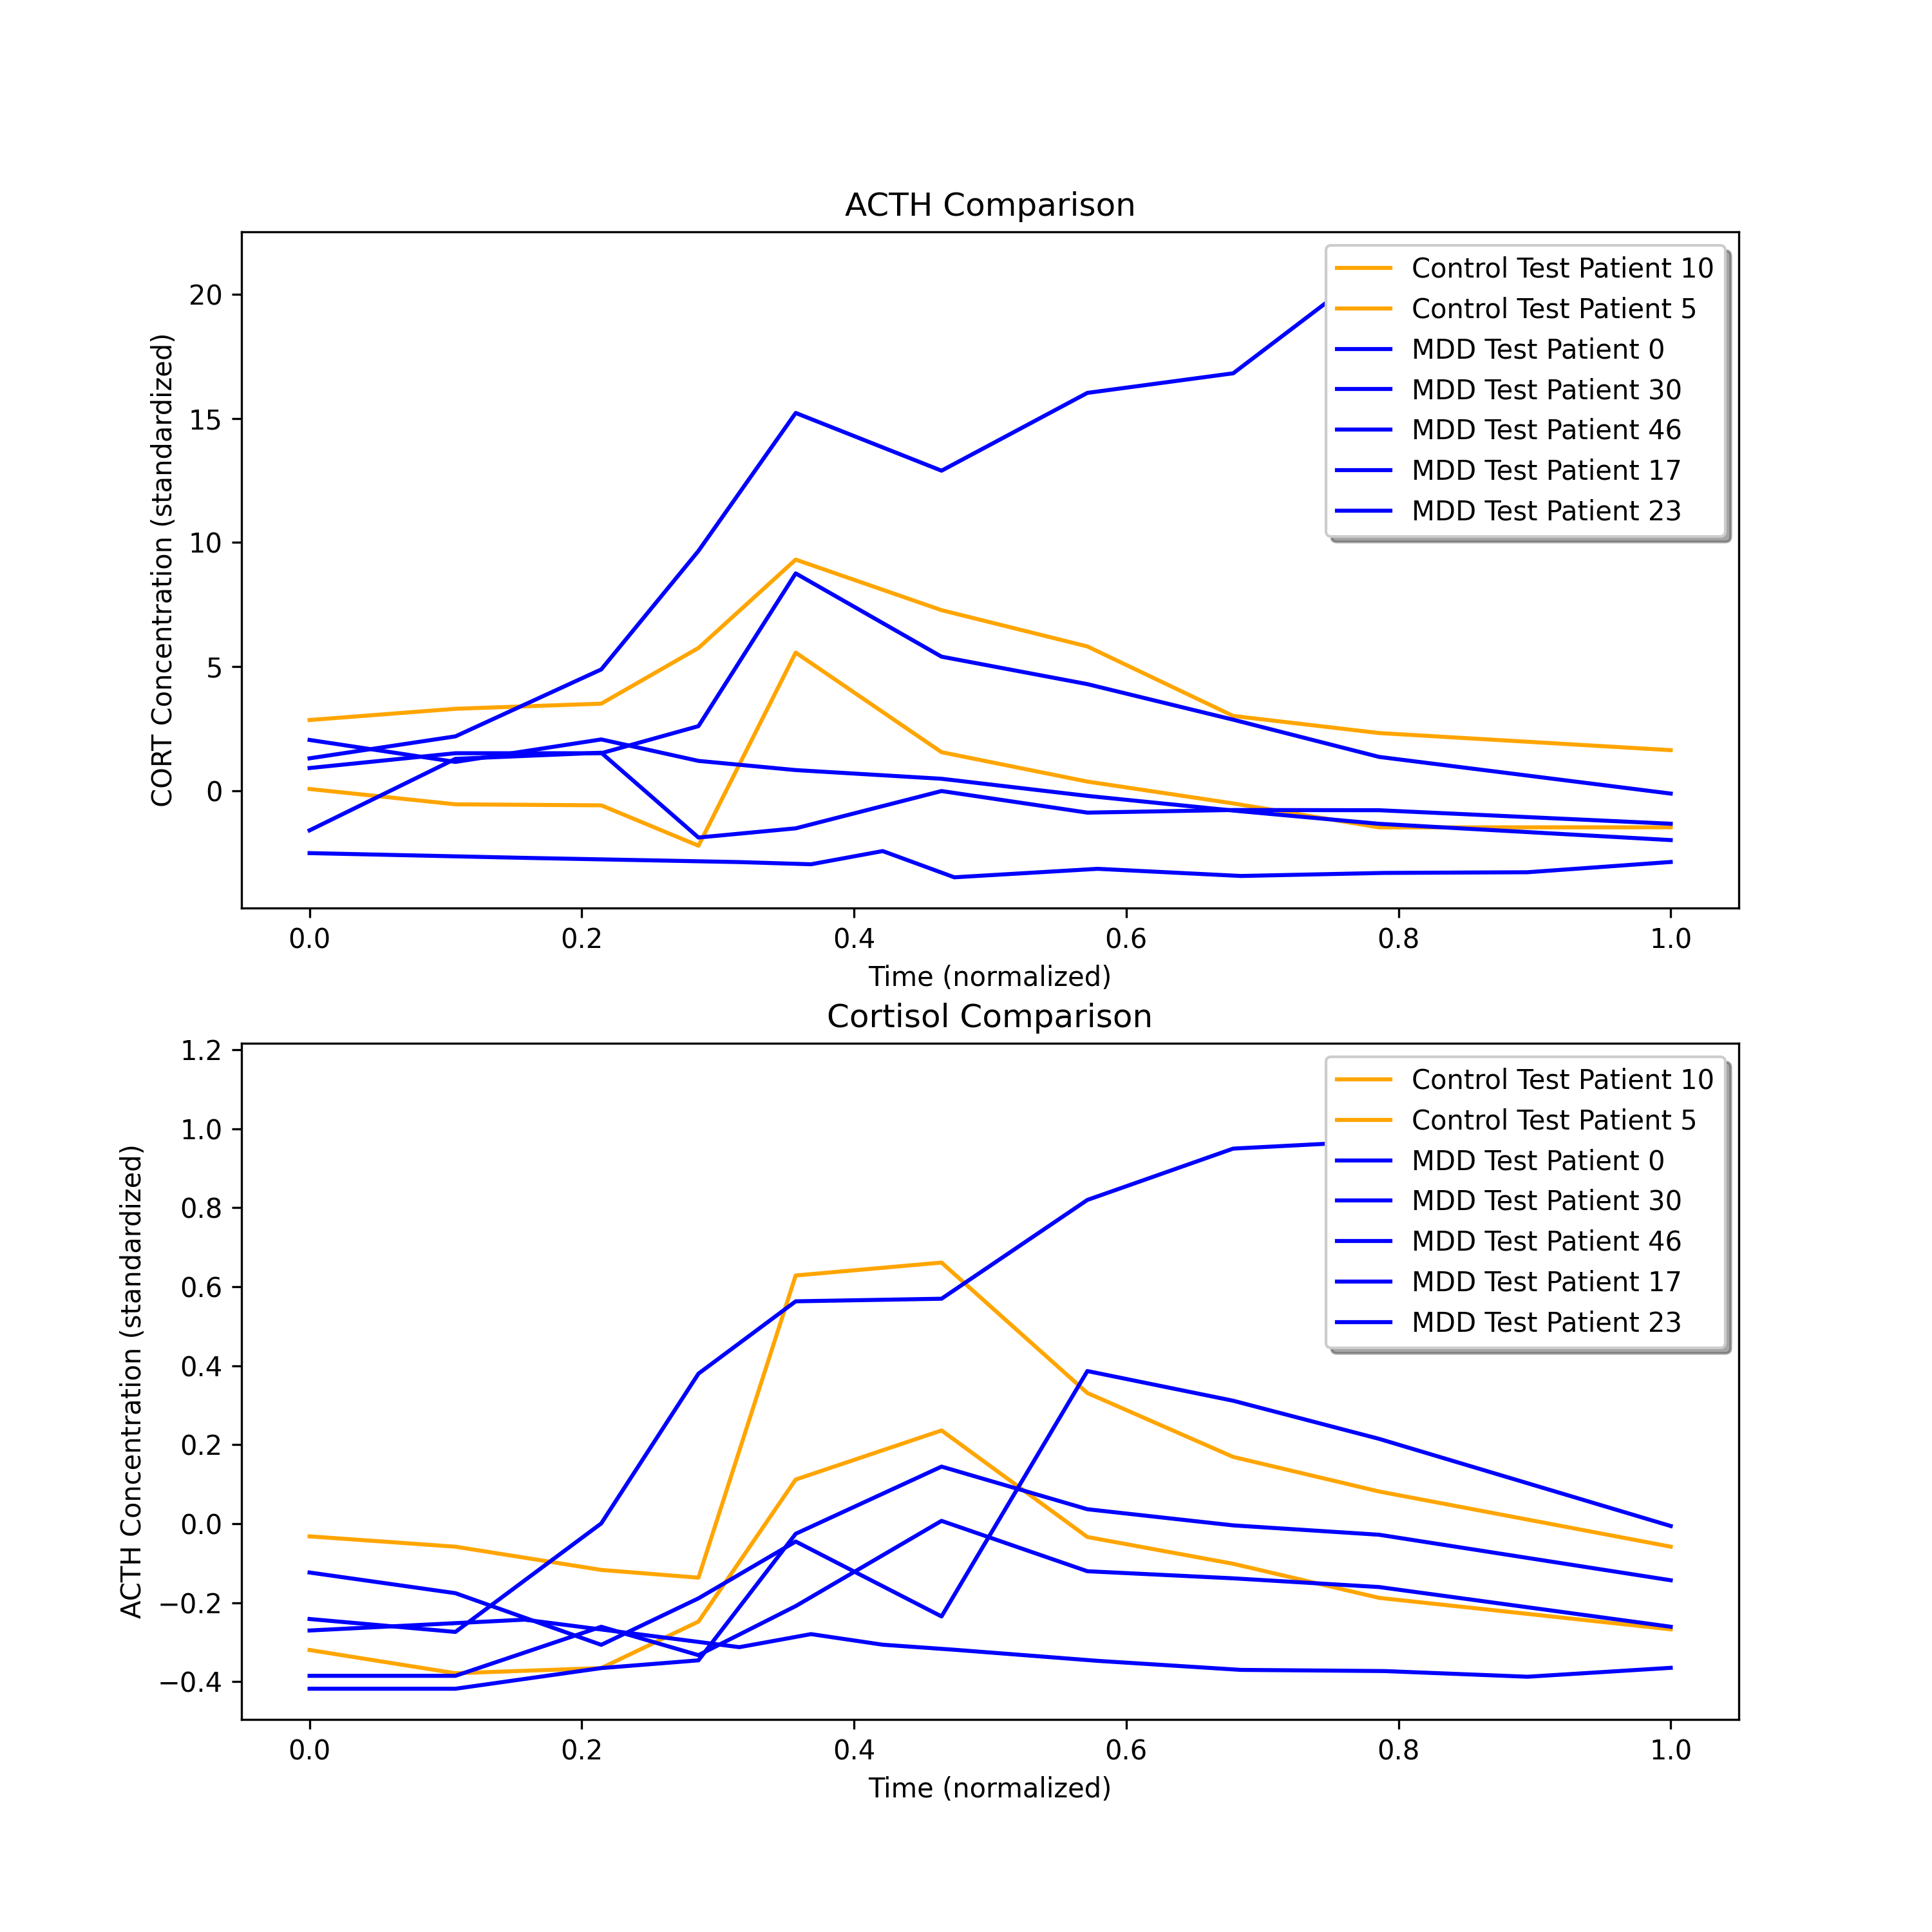 ACTH Comparison
CORT Concentration (standardized)
20
15
10
5
0
Control Test Patient 10
Control Test Patient 5
MDD Test Patient 0
MDD Test Patient 30
MDD Test Patient 46
MDD Test Patient 17
MDD Test Patient 23
0.0 0.2 0.4 0.6 0.8 1.0
Time (normalized)
Cortisol Comparison
ACTH Concentration (standardized)
1.2
1.0
0.8
0.6
0.4
0.2
0.0
−0.2
−0.4
Control Test Patient 10
Control Test Patient 5
MDD Test Patient 0
MDD Test Patient 30
MDD Test Patient 46
MDD Test Patient 17
MDD Test Patient 23
0.0 0.2 0.4 0.6 0.8 1.0
Time (normalized)